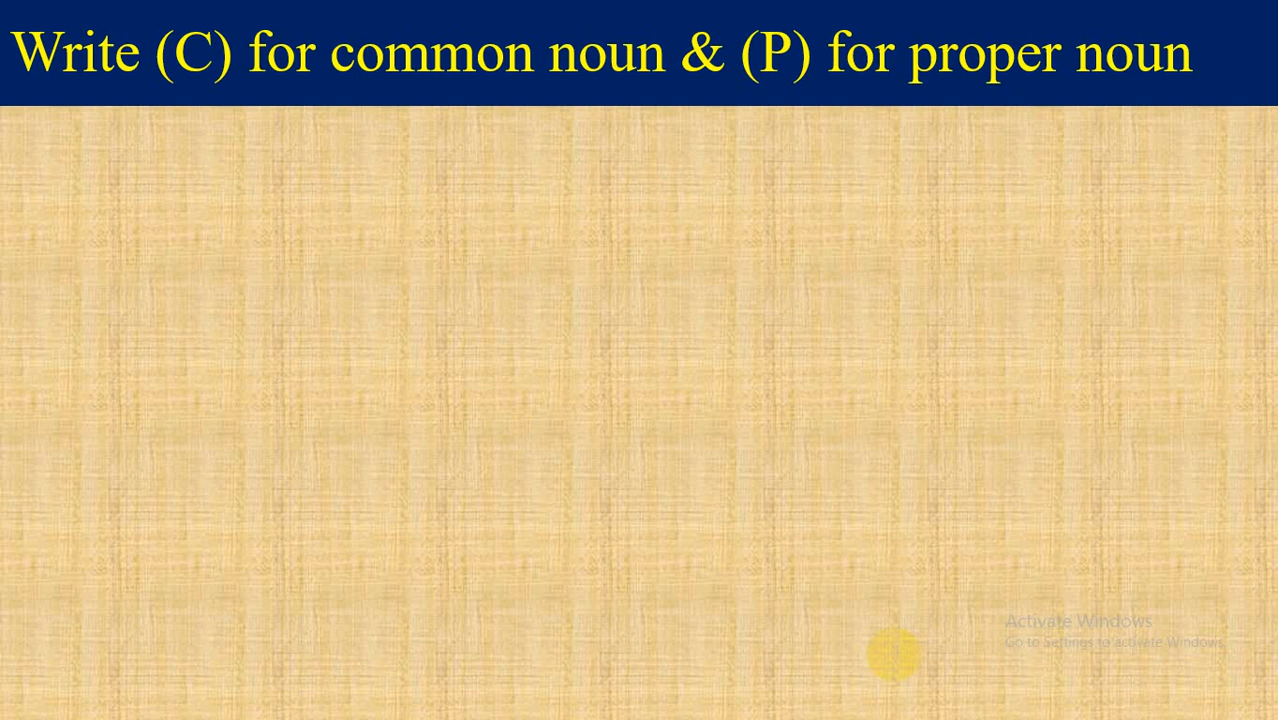 Write (C) for common noun & (P) for proper noun
Activate Windows
Go to Settings to activate Windows.